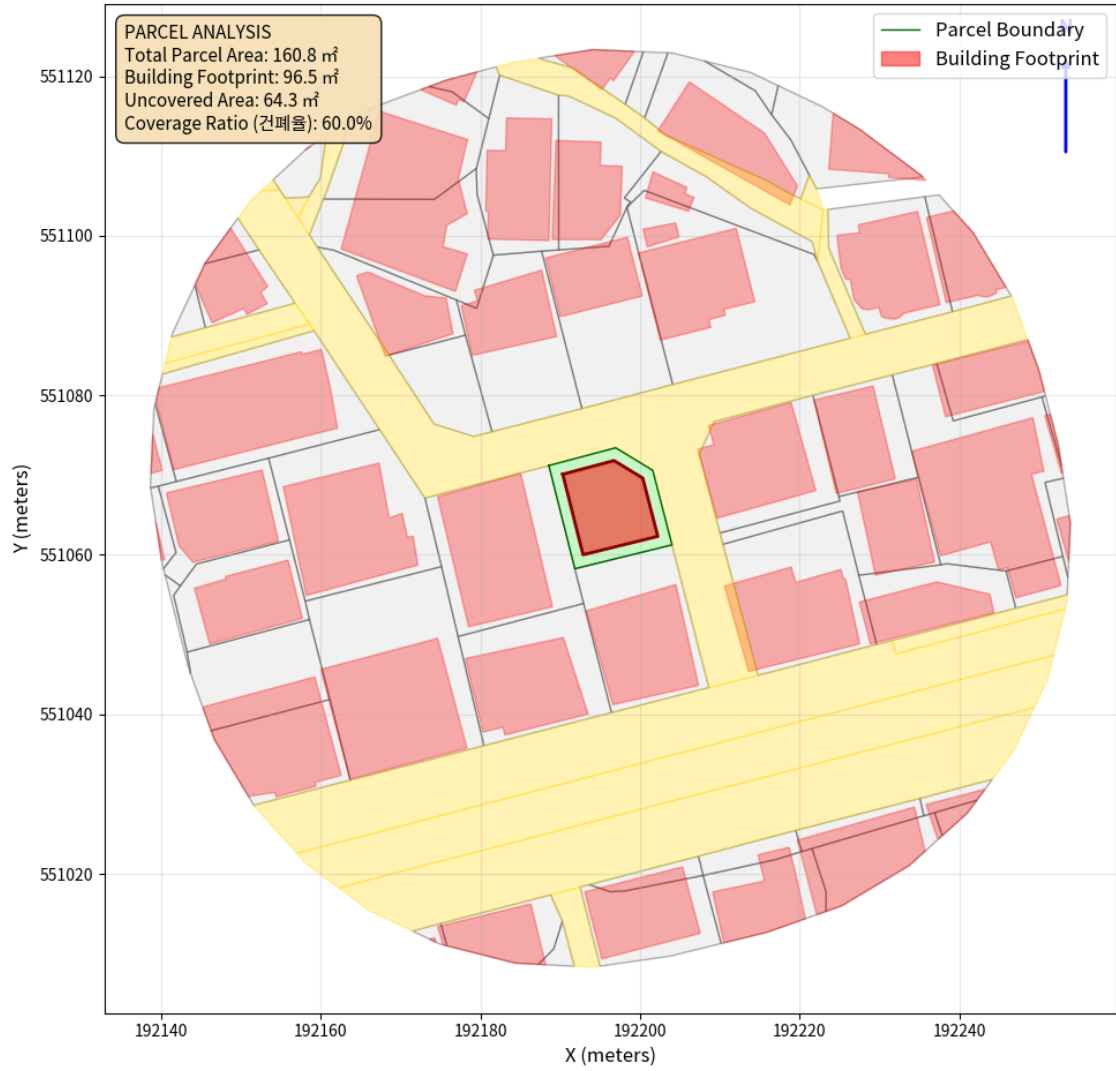 PARCEL ANALYSIS
Total Parcel Area: 160.8 ㎡
Building Footprint: 96.5 ㎡
Uncovered Area: 64.3 ㎡
Coverage Ratio (건폐율): 60.0%
Parcel Boundary
Building Footprint
N
551120
551100
551080
551060
551040
551020
Y (meters)
192140
192160
192180
192200
192220
192240
X (meters)